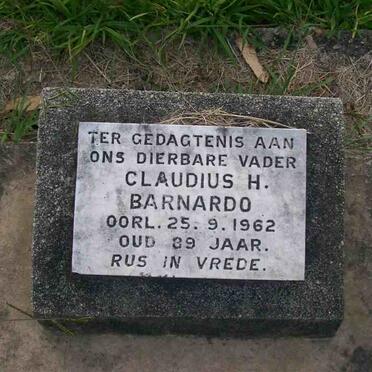 TER GEDAGTENIS AAN
ONS DIERBARE VADER
CLAUDIUS H.
BARNARDO
OORL. 25. 9. 1962
OUD 89 JAAR.
RUS IN VREDE.